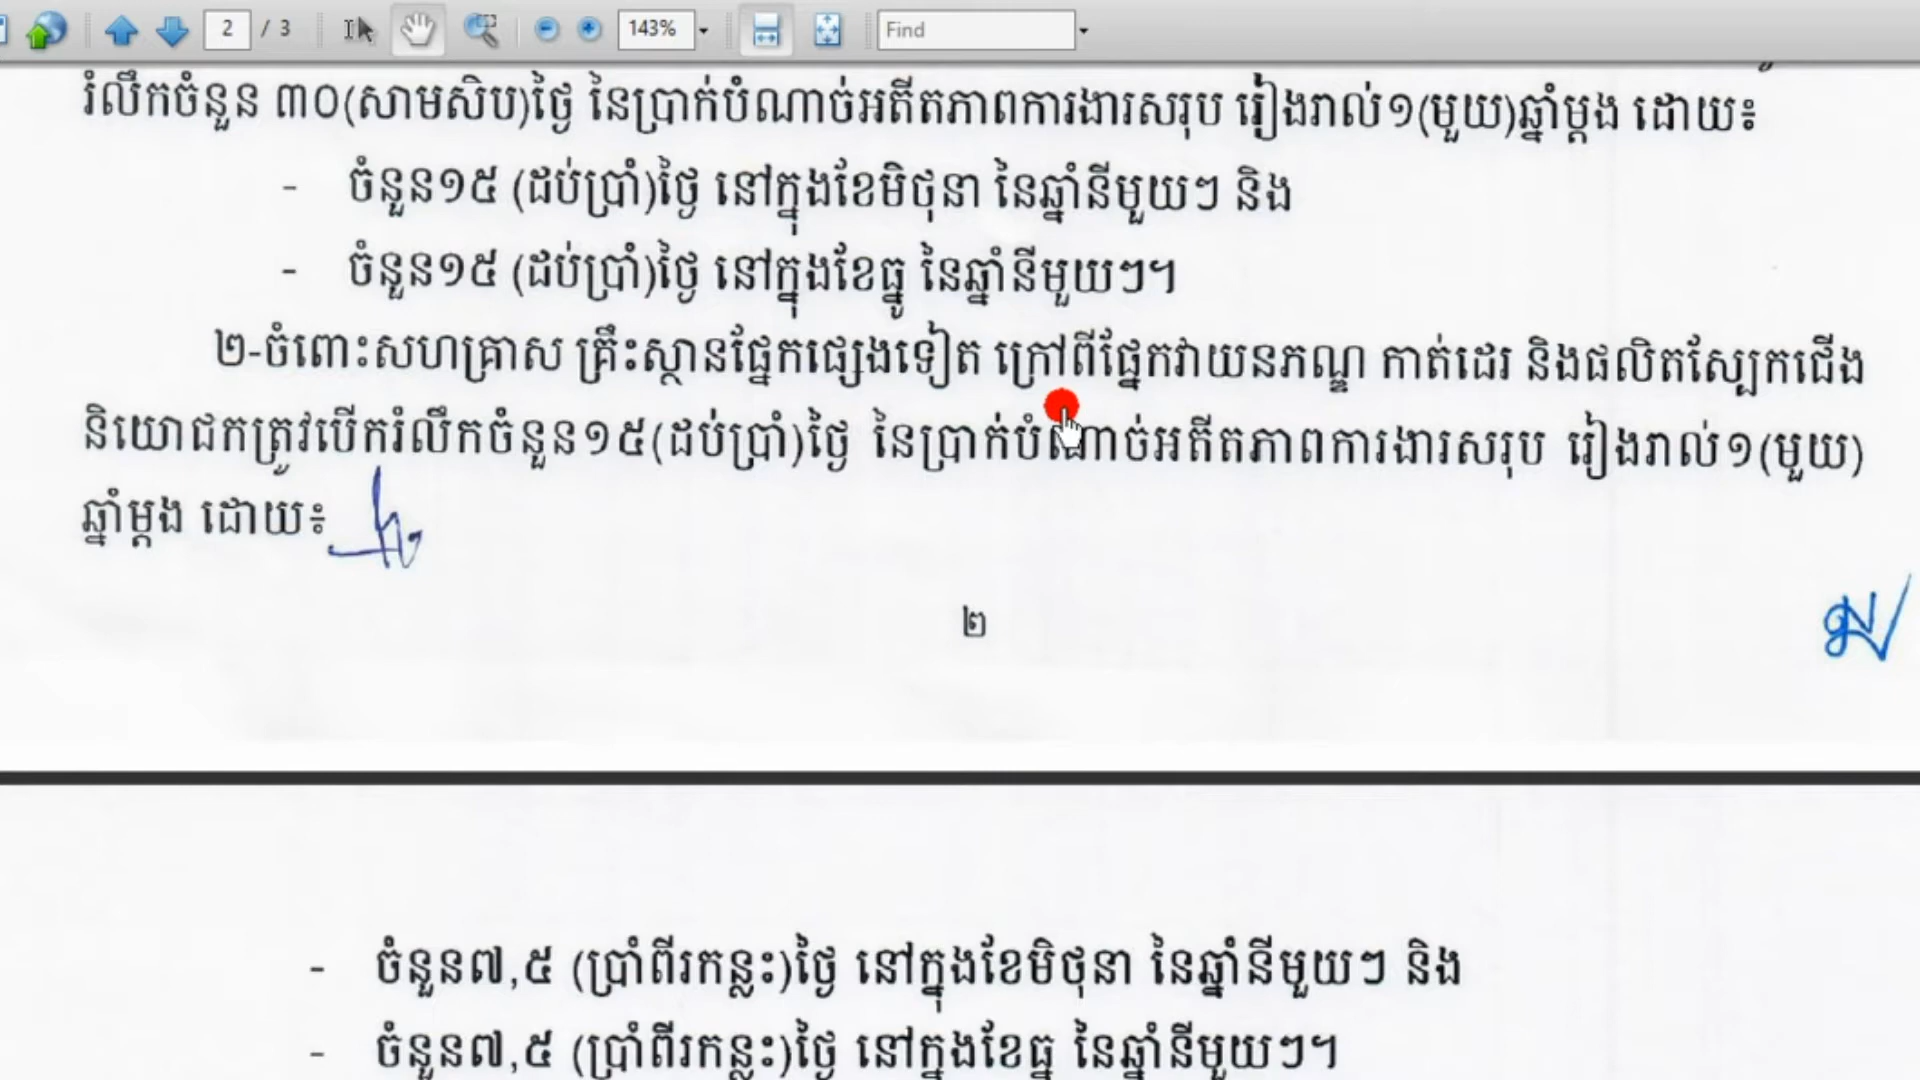 2 / 3 143% Find
រំលឹកចំនួន ៣០(សាមសិប)ថ្ងៃ នៃប្រាក់បំណាច់អតីតភាពការងារសរុប រៀងរាល់១(មួយ)ឆ្នាំម្តង ដោយ៖
- ចំនួន១៥ (ដប់ប្រាំ)ថ្ងៃ នៅក្នុងខែមិថុនា នៃឆ្នាំនីមួយៗ និង
- ចំនួន១៥ (ដប់ប្រាំ)ថ្ងៃ នៅក្នុងខែធ្នូ នៃឆ្នាំនីមួយៗ។
២-ចំពោះសហគ្រាស គ្រឹះស្ថានផ្នែកផ្សេងទៀត ក្រៅពីផ្នែកវាយនភណ្ឌ កាត់ដេរ និងផលិតស្បែកជើង
និយោជកត្រូវបើករំលឹកចំនួន១៥(ដប់ប្រាំ)ថ្ងៃ នៃប្រាក់បំណាច់អតីតភាពការងារសរុប រៀងរាល់១(មួយ)
ឆ្នាំម្តង ដោយ៖
២
- ចំនួន៧,៥ (ប្រាំពីរកន្លះ)ថ្ងៃ នៅក្នុងខែមិថុនា នៃឆ្នាំនីមួយៗ និង
- ចំនួន៧,៥ (ប្រាំពីរកន្លះ)ថ្ងៃ នៅក្នុងខែធ្នូ នៃឆ្នាំនីមួយៗ។